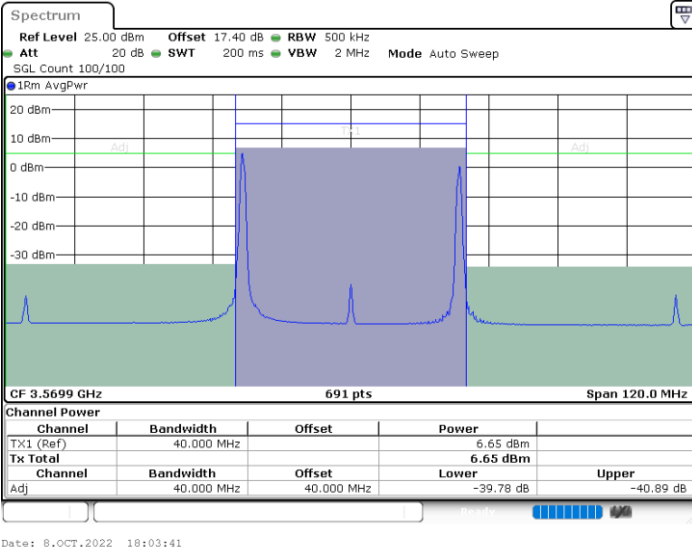 Spectrum
Ref Level 25.00 dBm Offset 17.40 dB RBW 500 kHz
Att 20 dB SWT 200 ms VBW 2 MHz Mode Auto Sweep
SGL Count 100/100
1Rm AvgPwr
20 dBm
TX1
10 dBm
Adj Adj
0 dBm
-10 dBm
-20 dBm
-30 dBm
CF 3.5699 GHz 691 pts Span 120.0 MHz
Channel Power
Channel Bandwidth Offset Power
TX1 (Ref) 40.000 MHz 6.65 dBm
Tx Total 6.65 dBm
Channel Bandwidth Offset Lower Upper
Adj 40.000 MHz 40.000 MHz -39.78 dB -40.89 dB
Ready
Date: 8.OCT.2022 18:03:41